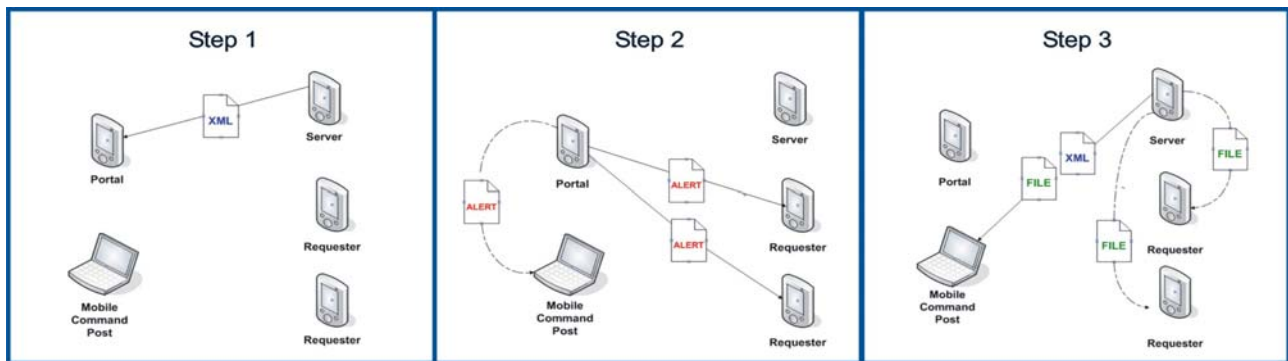 Step 1
XML
Server
Portal
Requester
Mobile
Command
Post
Requester
Step 2
Server
Portal
ALERT
ALERT
ALERT
Requester
Mobile
Command
Post
Requester
Step 3
Server
XML
FILE
FILE
Portal
FILE
Requester
Mobile
Command
Post
Requester